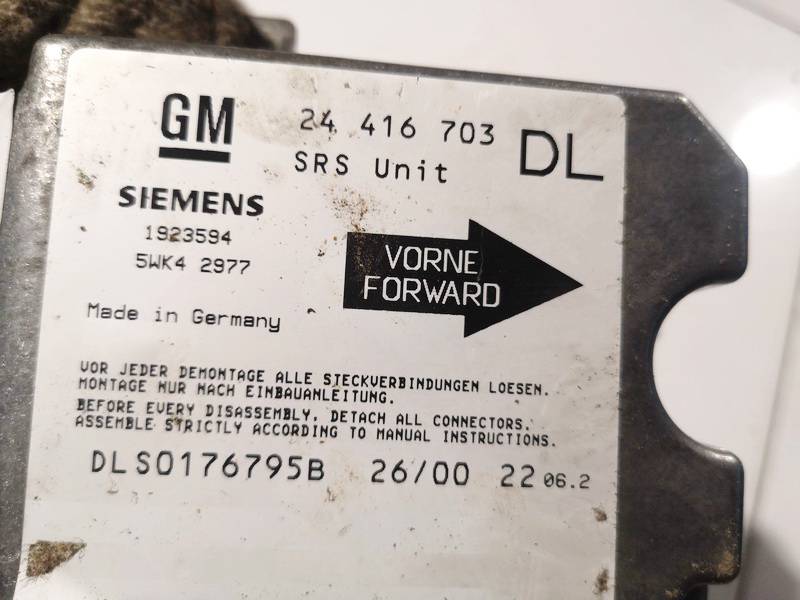 GM
24 416 703 DL
SRS Unit
SIEMENS
1923594
5WK4 2977
VORNE
FORWARD
Made in Germany
VOR JEDER DEMONTAGE ALLE STECKVERBINDUNGEN LOESEN.
MONTAGE NUR NACH EINBAUANLEITUNG.
BEFORE EVERY DISASSEMBLY, DETACH ALL CONNECTORS.
ASSEMBLE STRICTLY ACCORDING TO MANUAL INSTRUCTIONS.
DLS0176795B 26/00 22 06.2